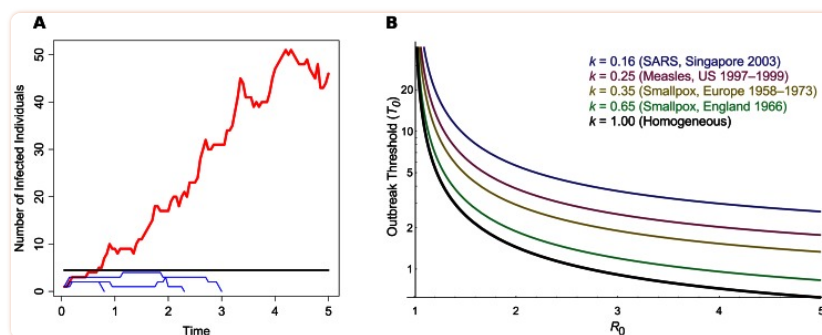 A
50
40
30
20
10
0
Number of Infected Individuals
0 1 2 3 4 5
Time
B
k = 0.16 (SARS, Singapore 2003)
k = 0.25 (Measles, US 1997–1999)
k = 0.35 (Smallpox, Europe 1958–1973)
k = 0.65 (Smallpox, England 1966)
k = 1.00 (Homogeneous)
20
10
5
2
1
Outbreak Threshold (T₀)
1 2 3 4 5
R₀